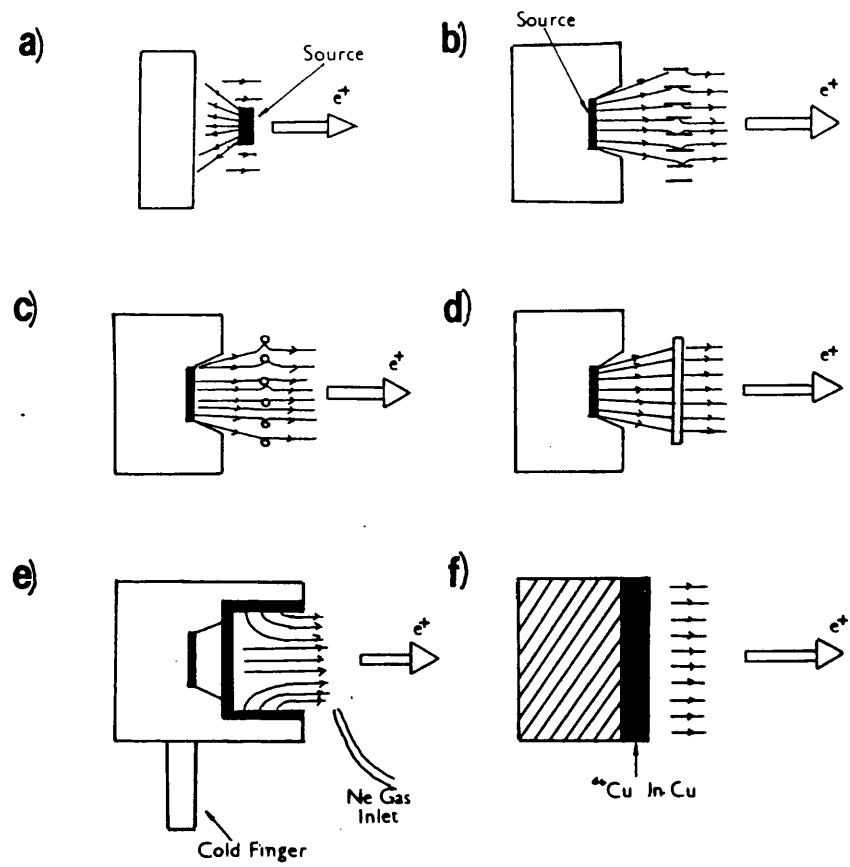 a)
Source
e+
b)
Source
e+
c)
e+
d)
e+
e)
e+
Ne Gas
Inlet
Cold Finger
f)
e+
Cu In Cu